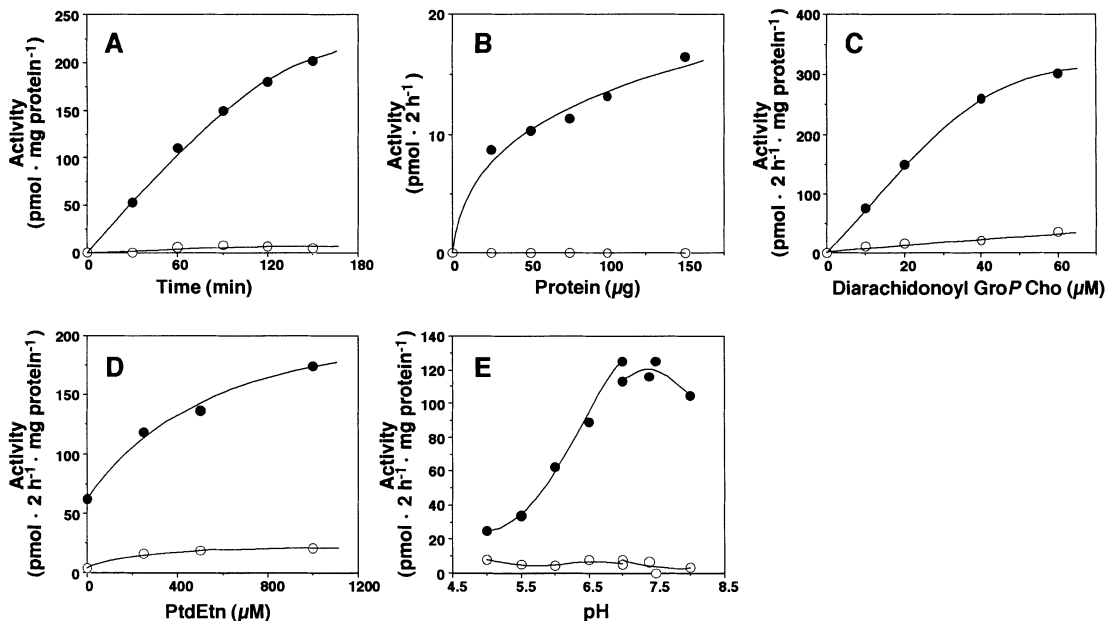 A
Activity
(pmol · mg protein⁻¹)
250
200
150
100
50
0
0 60 120 180
Time (min)
B
Activity
(pmol · 2 h⁻¹)
20
10
0
0 50 100 150
Protein (µg)
C
Activity
(pmol · 2 h⁻¹ · mg protein⁻¹)
400
300
200
100
0
0 20 40 60
Diarachidonoyl GroP Cho (µM)
D
Activity
(pmol · 2 h⁻¹ · mg protein⁻¹)
200
150
100
50
0
0 400 800 1200
PtdEtn (µM)
E
Activity
(pmol · 2 h⁻¹ · mg protein⁻¹)
140
120
100
80
60
40
20
0
4.5 5.5 6.5 7.5 8.5
pH